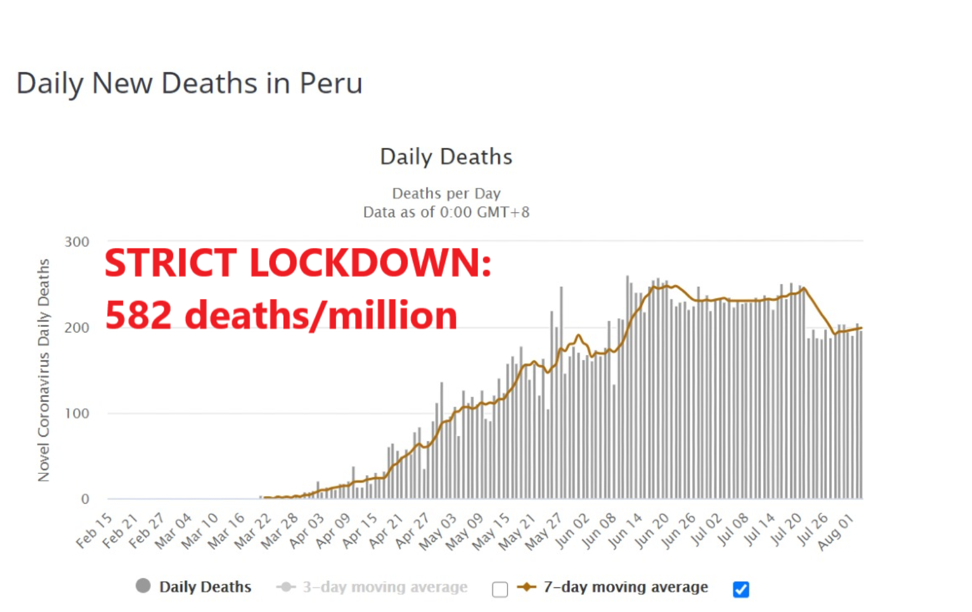 Daily New Deaths in Peru
Daily Deaths
Deaths per Day
Data as of 0:00 GMT+8
Novel Coronavirus Daily Deaths
300
200
100
0
STRICT LOCKDOWN:
582 deaths/million
Feb 15
Feb 21
Feb 27
Mar 04
Mar 10
Mar 16
Mar 22
Mar 28
Apr 03
Apr 09
Apr 15
Apr 21
Apr 27
May 03
May 09
May 15
May 21
May 27
Jun 02
Jun 08
Jun 14
Jun 20
Jun 26
Jul 02
Jul 08
Jul 14
Jul 20
Jul 26
Aug 01
Daily Deaths 3-day moving average 7-day moving average